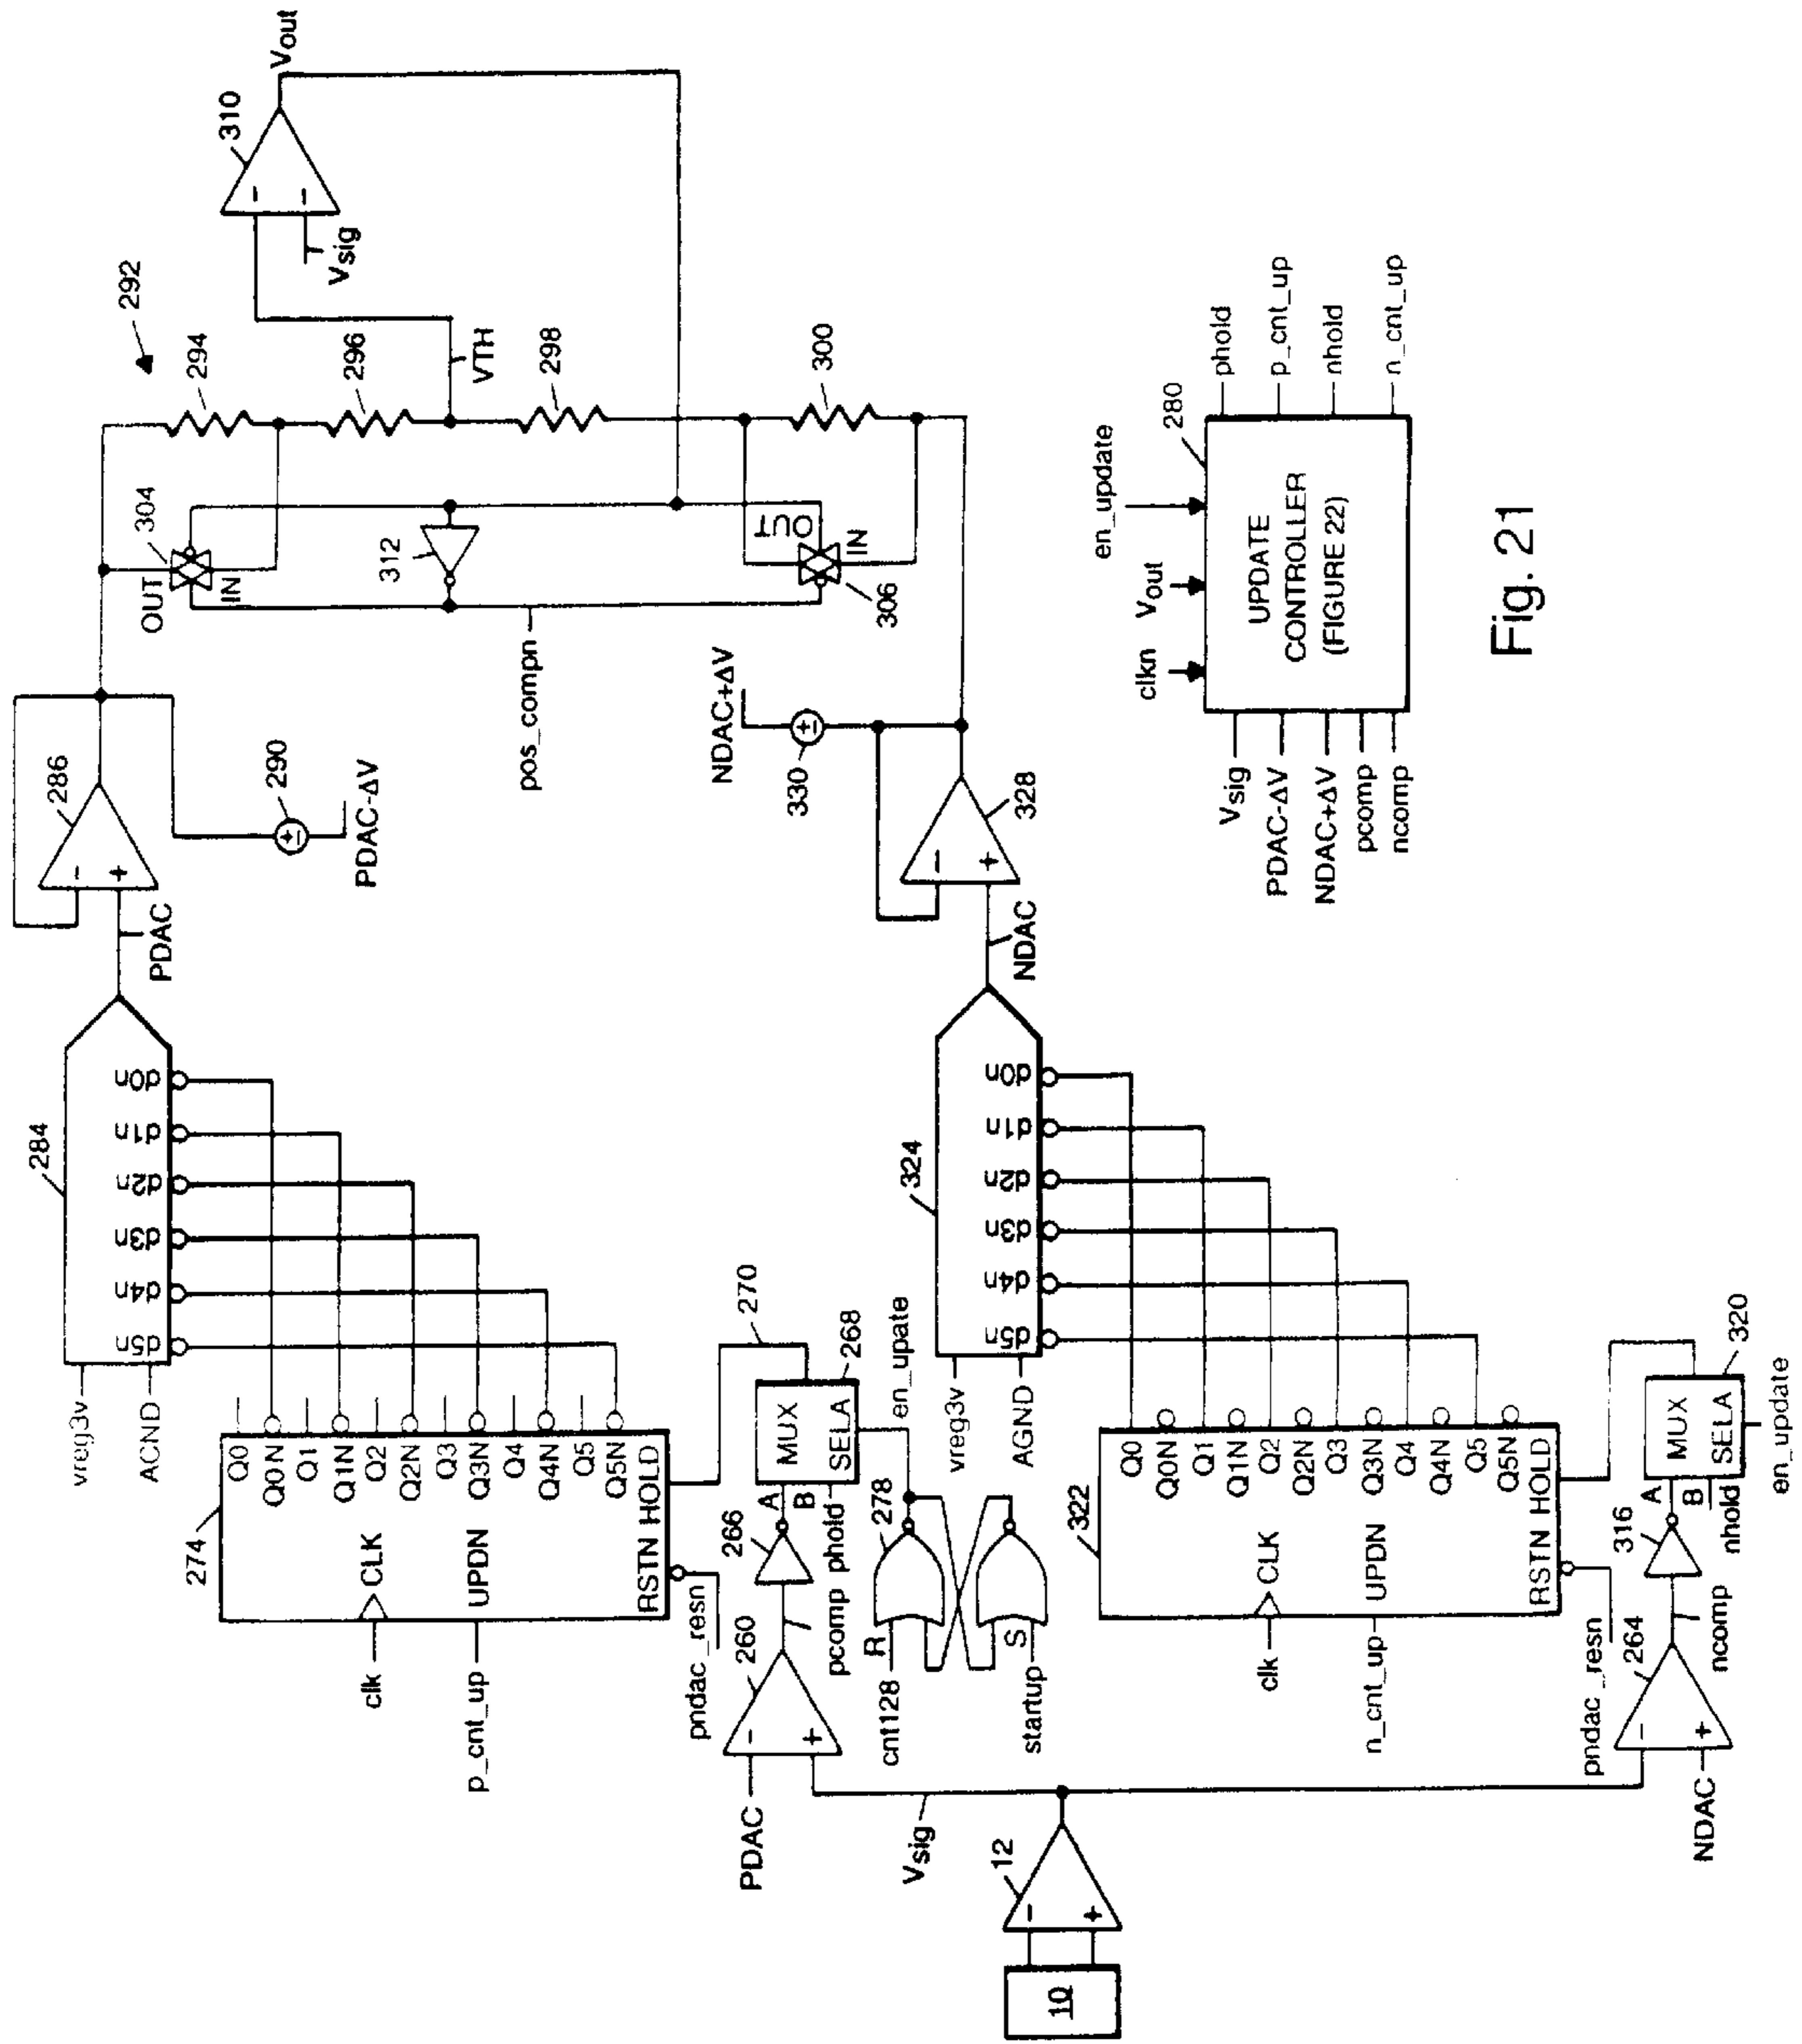 Vout
310
Vsig
292
294
296
VTH
298
300
304
OUT
IN
312
OUT
IN
306
pos_compn
286
290
PDAC-ΔV
PDAC
NDAC+ΔV
330
328
NDAC
280
en_update
clkn
Vout
UPDATE
CONTROLLER
(FIGURE 22)
Vsig
PDAC-ΔV
NDAC+ΔV
pcomp
ncomp
phold
p_cnt_up
nhold
n_cnt_up
Fig. 21
284
d0n
d1n
d2n
d3n
d4n
d5n
vreg3v
ACND
274
Q0
Q0N
Q1
Q1N
Q2
Q2N
Q3
Q3N
Q4
Q4N
Q5
Q5N
CLK
UPDN
RSTN HOLD
clk
p_cnt_up
pndac_resn
270
268
MUX
SELA
A
B
en_upate
266
260
pcomp
phold
278
R
S
cnt128
startup
PDAC
Vsig
12
10
324
d0n
d1n
d2n
d3n
d4n
d5n
vreg3v
AGND
322
Q0
Q0N
Q1
Q1N
Q2
Q2N
Q3
Q3N
Q4
Q4N
Q5
Q5N
CLK
UPDN
RSTN HOLD
clk
n_cnt_up
pndac_resn
320
MUX
SELA
A
B
en_update
316
nhold
264
ncomp
NDAC